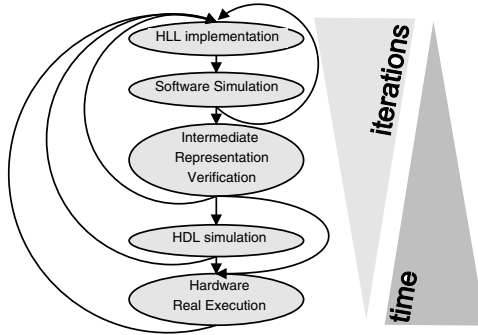 HLL implementation
Software Simulation
Intermediate
Representation
Verification
HDL simulation
Hardware
Real Execution
iterations
time